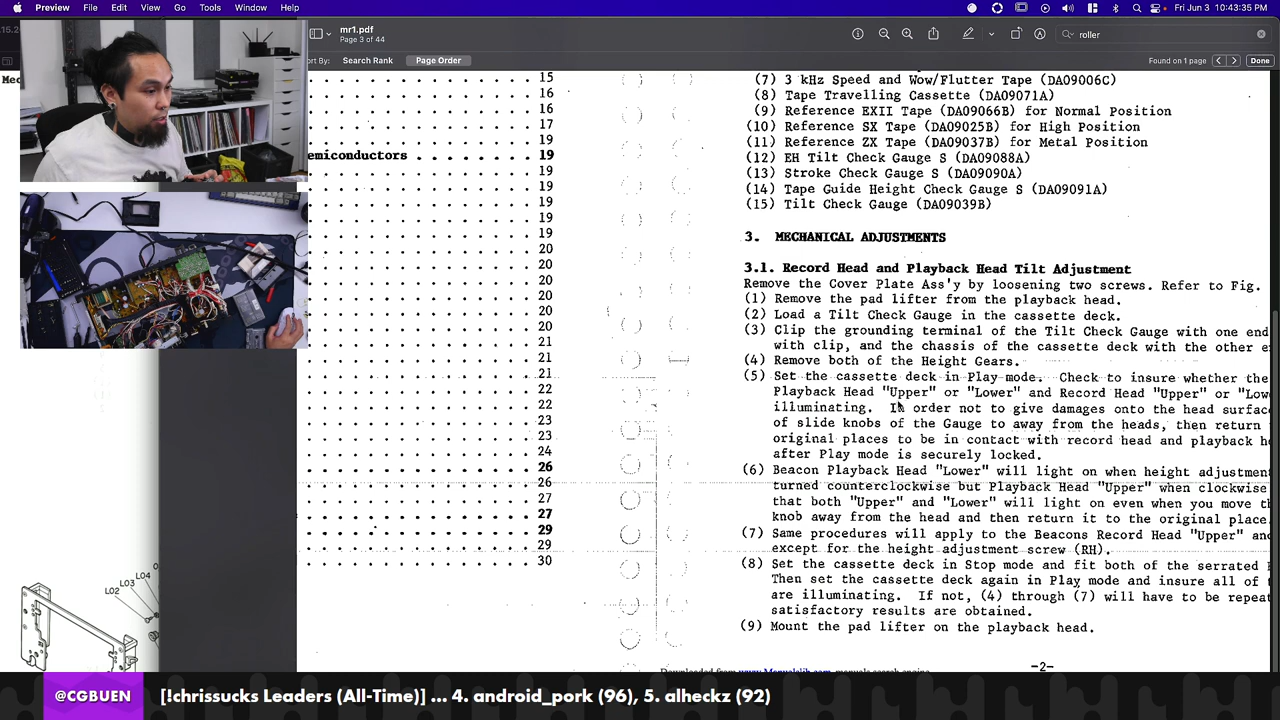 Preview File Edit View Go Tools Window Help
Fri Jun 3 10:43:35 PM
mr1.pdf
Page 3 of 44
roller
Search Rank
Page Order
Found on 1 page
Done
15
16
16
17
19
emiconductors 19
19
19
19
19
20
20
20
20
20
20
21
21
21
22
22
23
23
24
26
26
27
27
29
29
30
(7) 3 kHz Speed and Wow/Flutter Tape (DA09006C)
(8) Tape Travelling Cassette (DA09071A)
(9) Reference EXII Tape (DA09066B) for Normal Position
(10) Reference SX Tape (DA09025B) for High Position
(11) Reference ZX Tape (DA09037B) for Metal Position
(12) EH Tilt Check Gauge S (DA09088A)
(13) Stroke Check Gauge S (DA09090A)
(14) Tape Guide Height Check Gauge S (DA09091A)
(15) Tilt Check Gauge (DA09039B)
3. MECHANICAL ADJUSTMENTS
3.1. Record Head and Playback Head Tilt Adjustment
Remove the Cover Plate Ass'y by loosening two screws. Refer to Fig.
(1) Remove the pad lifter from the playback head.
(2) Load a Tilt Check Gauge in the cassette deck.
(3) Clip the grounding terminal of the Tilt Check Gauge with one end
with clip, and the chassis of the cassette deck with the other
(4) Remove both of the Height Gears.
(5) Set the cassette deck in Play mode. Check to insure whether the
Playback Head "Upper" or "Lower" and Record Head "Upper" or "Low
illuminating. In order not to give damages onto the head surfac
of slide knobs of the Gauge to away from the heads, then return
original places to be in contact with record head and playback h
after Play mode is securely locked.
(6) Beacon Playback Head "Lower" will light on when height adjustment
turned counterclockwise but Playback Head "Upper" when clockwise
that both "Upper" and "Lower" will light on even when you move t
knob away from the head and then return it to the original place.
(7) Same procedures will apply to the Beacons Record Head "Upper" and
except for the height adjustment screw (RH).
(8) Set the cassette deck in Stop mode and fit both of the serrated
Then set the cassette deck again in Play mode and insure all of
are illuminating. If not, (4) through (7) will have to be repeat
satisfactory results are obtained.
(9) Mount the pad lifter on the playback head.
-2-
L04
L03
L02
L01
@CGBUEN
[!chrissucks Leaders (All-Time)] ... 4. android_pork (96), 5. alheckz (92)